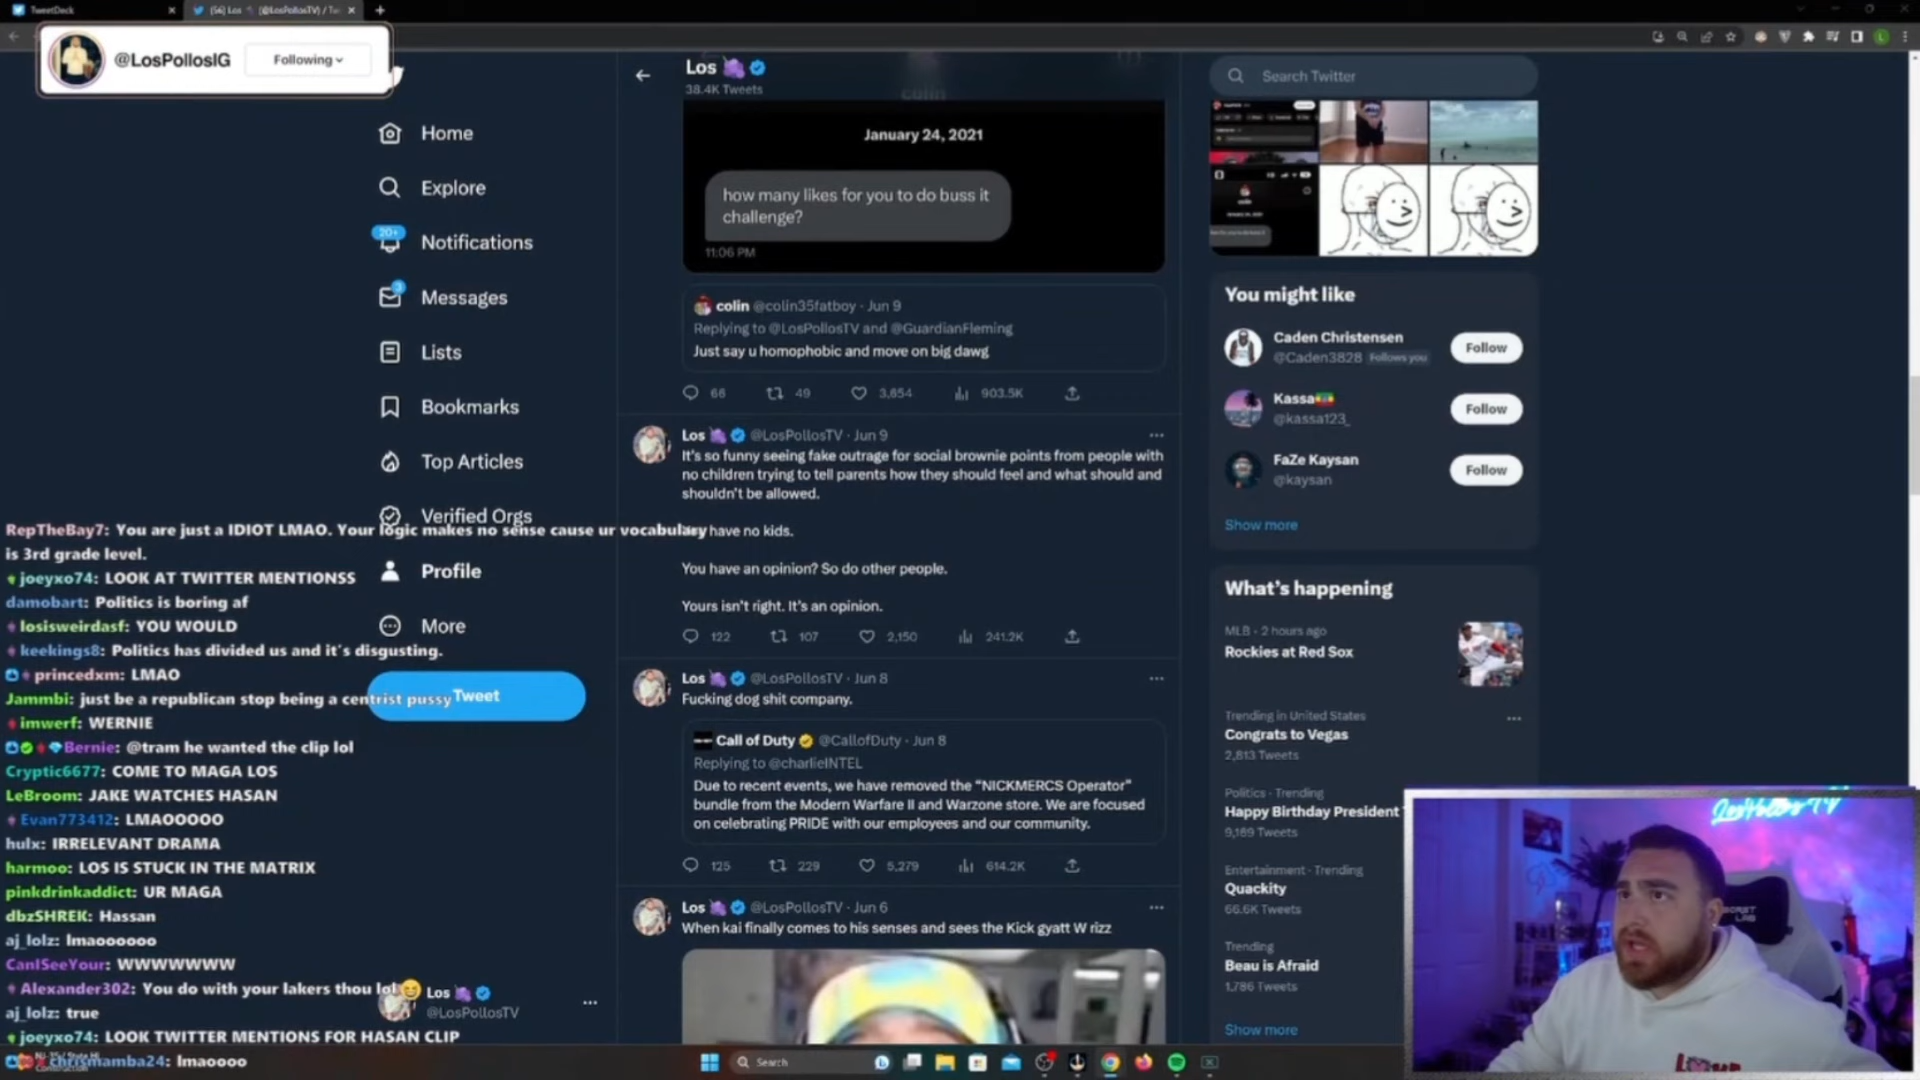 TweetDeck
(56) Los (@LosPollosTV) / Tw
@LosPollosIG
Following
Home
Explore
20+
Notifications
3
Messages
Lists
Bookmarks
Top Articles
Verified Orgs
Profile
More
Tweet
Los
@LosPollosTV
RepTheBay7: You are just a IDIOT LMAO. Your logic makes no sense cause ur vocabulary
is 3rd grade level.
joeyxo74: LOOK AT TWITTER MENTIONSS
damobart: Politics is boring af
losisweirdasf: YOU WOULD
keekings8: Politics has divided us and it's disgusting.
princedxm: LMAO
Jammbi: just be a republican stop being a centrist pussy
imwerf: WERNIE
Bernie: @tram he wanted the clip lol
Cryptic6677: COME TO MAGA LOS
LeBroom: JAKE WATCHES HASAN
Evan773412: LMAOOOOO
hulx: IRRELEVANT DRAMA
harmoo: LOS IS STUCK IN THE MATRIX
pinkdrinkaddict: UR MAGA
dbzSHREK: Hassan
aj_lolz: lmaoooooo
CanISeeYour: WWWWWWW
Alexander302: You do with your lakers thou lol
aj_lolz: true
joeyxo74: LOOK TWITTER MENTIONS FOR HASAN CLIP
chrismamba24: lmaoooo
Los
38.4K Tweets
colin
January 24, 2021
how many likes for you to do buss it
challenge?
11:06 PM
colin @colin35fatboy · Jun 9
Replying to @LosPollosTV and @GuardianFleming
Just say u homophobic and move on big dawg
66 49 3,654 903.5K
Los @LosPollosTV · Jun 9
It's so funny seeing fake outrage for social brownie points from people with
no children trying to tell parents how they should feel and what should and
shouldn't be allowed.
have no kids.
You have an opinion? So do other people.
Yours isn't right. It's an opinion.
122 107 2,150 241.2K
Los @LosPollosTV · Jun 8
Fucking dog shit company.
Call of Duty @CallofDuty · Jun 8
Replying to @charlieINTEL
Due to recent events, we have removed the "NICKMERCS Operator"
bundle from the Modern Warfare II and Warzone store. We are focused
on celebrating PRIDE with our employees and our community.
125 229 5,279 614.2K
Los @LosPollosTV · Jun 6
When kai finally comes to his senses and sees the Kick gyatt W rizz
Search Twitter
You might like
Caden Christensen
@Caden3828 Follows you
Follow
Kassa
@kassa123_
Follow
FaZe Kaysan
@kaysan
Follow
Show more
What's happening
MLB · 2 hours ago
Rockies at Red Sox
Trending in United States
Congrats to Vegas
2,813 Tweets
Politics · Trending
Happy Birthday President
9,189 Tweets
Entertainment · Trending
Quackity
66.6K Tweets
Trending
Beau is Afraid
1,786 Tweets
Show more
LosPollosTV
Search